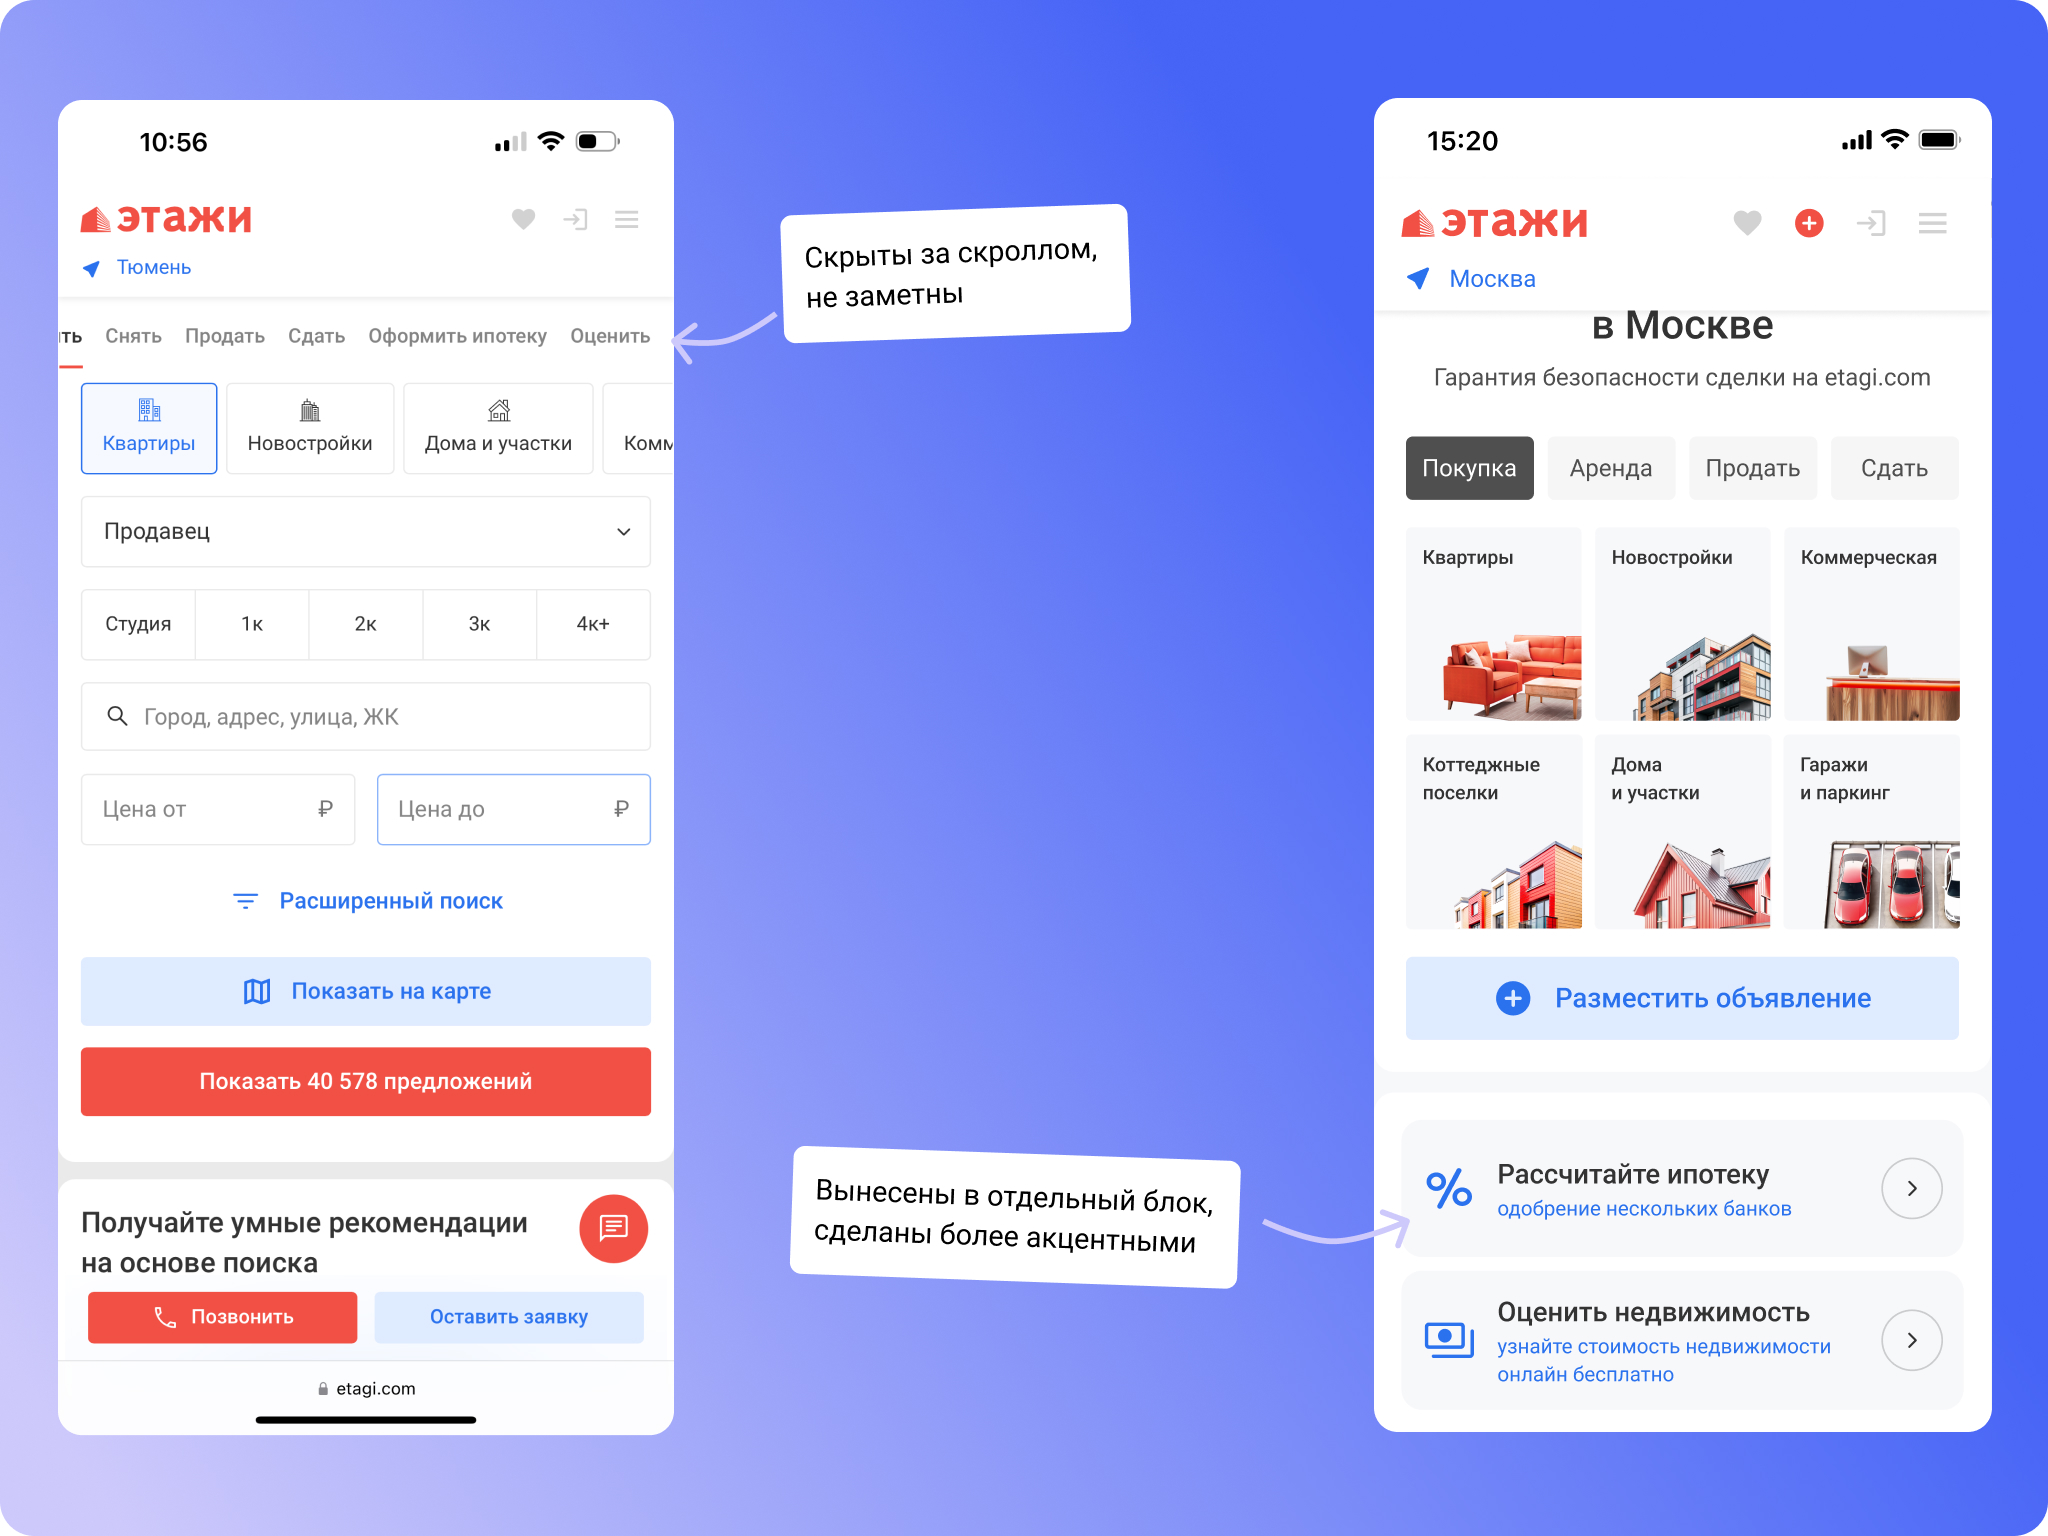 10:56
этажи
Тюмень
ть Снять Продать Сдать Оформить ипотеку Оценить
Квартиры Новостройки Дома и участки Комм
Продавец
Студия 1к 2к 3к 4к+
Город, адрес, улица, ЖК
Цена от ₽ Цена до ₽
Расширенный поиск
Показать на карте
Показать 40 578 предложений
Получайте умные рекомендации
на основе поиска
Позвонить Оставить заявку
etagi.com
Скрыты за скроллом,
не заметны
Вынесены в отдельный блок,
сделаны более акцентными
15:20
этажи
Москва
в Москве
Гарантия безопасности сделки на etagi.com
Покупка Аренда Продать Сдать
Квартиры Новостройки Коммерческая
Коттеджные Дома Гаражи
поселки и участки и паркинг
Разместить объявление
% Рассчитайте ипотеку
одобрение нескольких банков
Оценить недвижимость
узнайте стоимость недвижимости
онлайн бесплатно